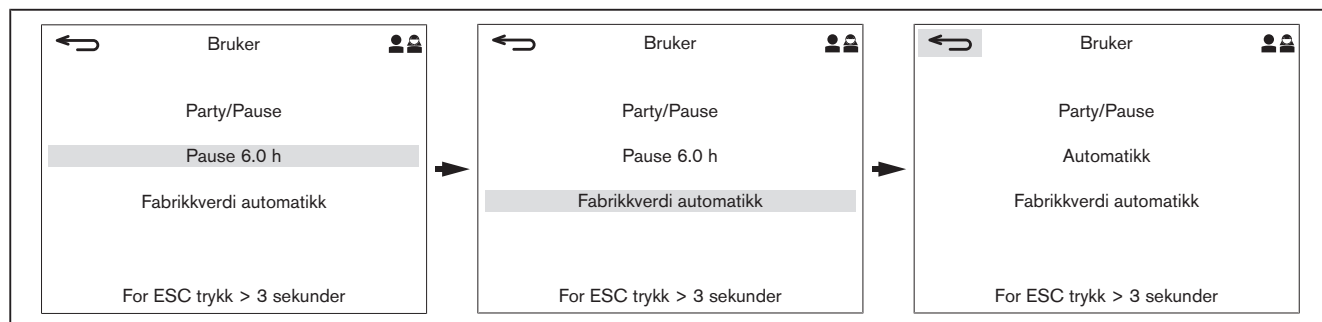 Bruker
Party/Pause
Pause 6.0 h
Fabrikkverdi automatikk
For ESC trykk > 3 sekunder
Bruker
Party/Pause
Pause 6.0 h
Fabrikkverdi automatikk
For ESC trykk > 3 sekunder
Bruker
Party/Pause
Automatikk
Fabrikkverdi automatikk
For ESC trykk > 3 sekunder